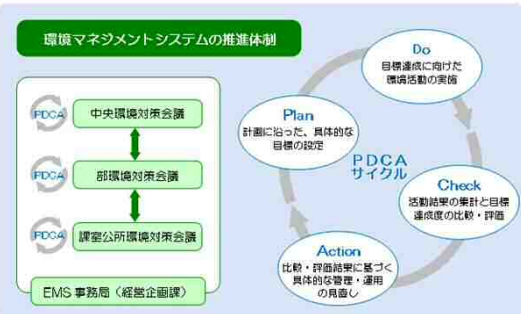 環境マネジメントシステムの推進体制
PDCA
中央環境対策会議
PDCA
部環境対策会議
PDCA
課室公所環境対策会議
EMS事務局(経営企画課)
Do
目標達成に向けた
環境活動の実施
Plan
計画に沿った、具体的な
目標の設定
PDCA
サイクル
Check
活動結果の集計と目標
達成度の比較・評価
Action
比較・評価結果に基づく
具体的な管理・運用
の見直し